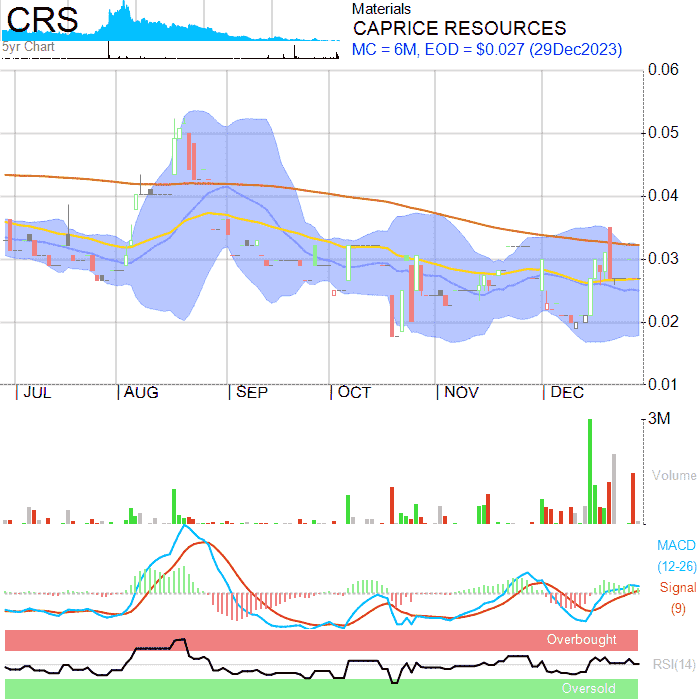 CRS
5yr Chart
Materials
CAPRICE RESOURCES
MC = 6M, EOD = $0.027 (29Dec2023)
0.06
0.05
0.04
0.03
0.02
0.01
JUL AUG SEP OCT NOV DEC
3M
Volume
MACD
(12-26)
Signal
(9)
Overbought
RSI(14)
Oversold